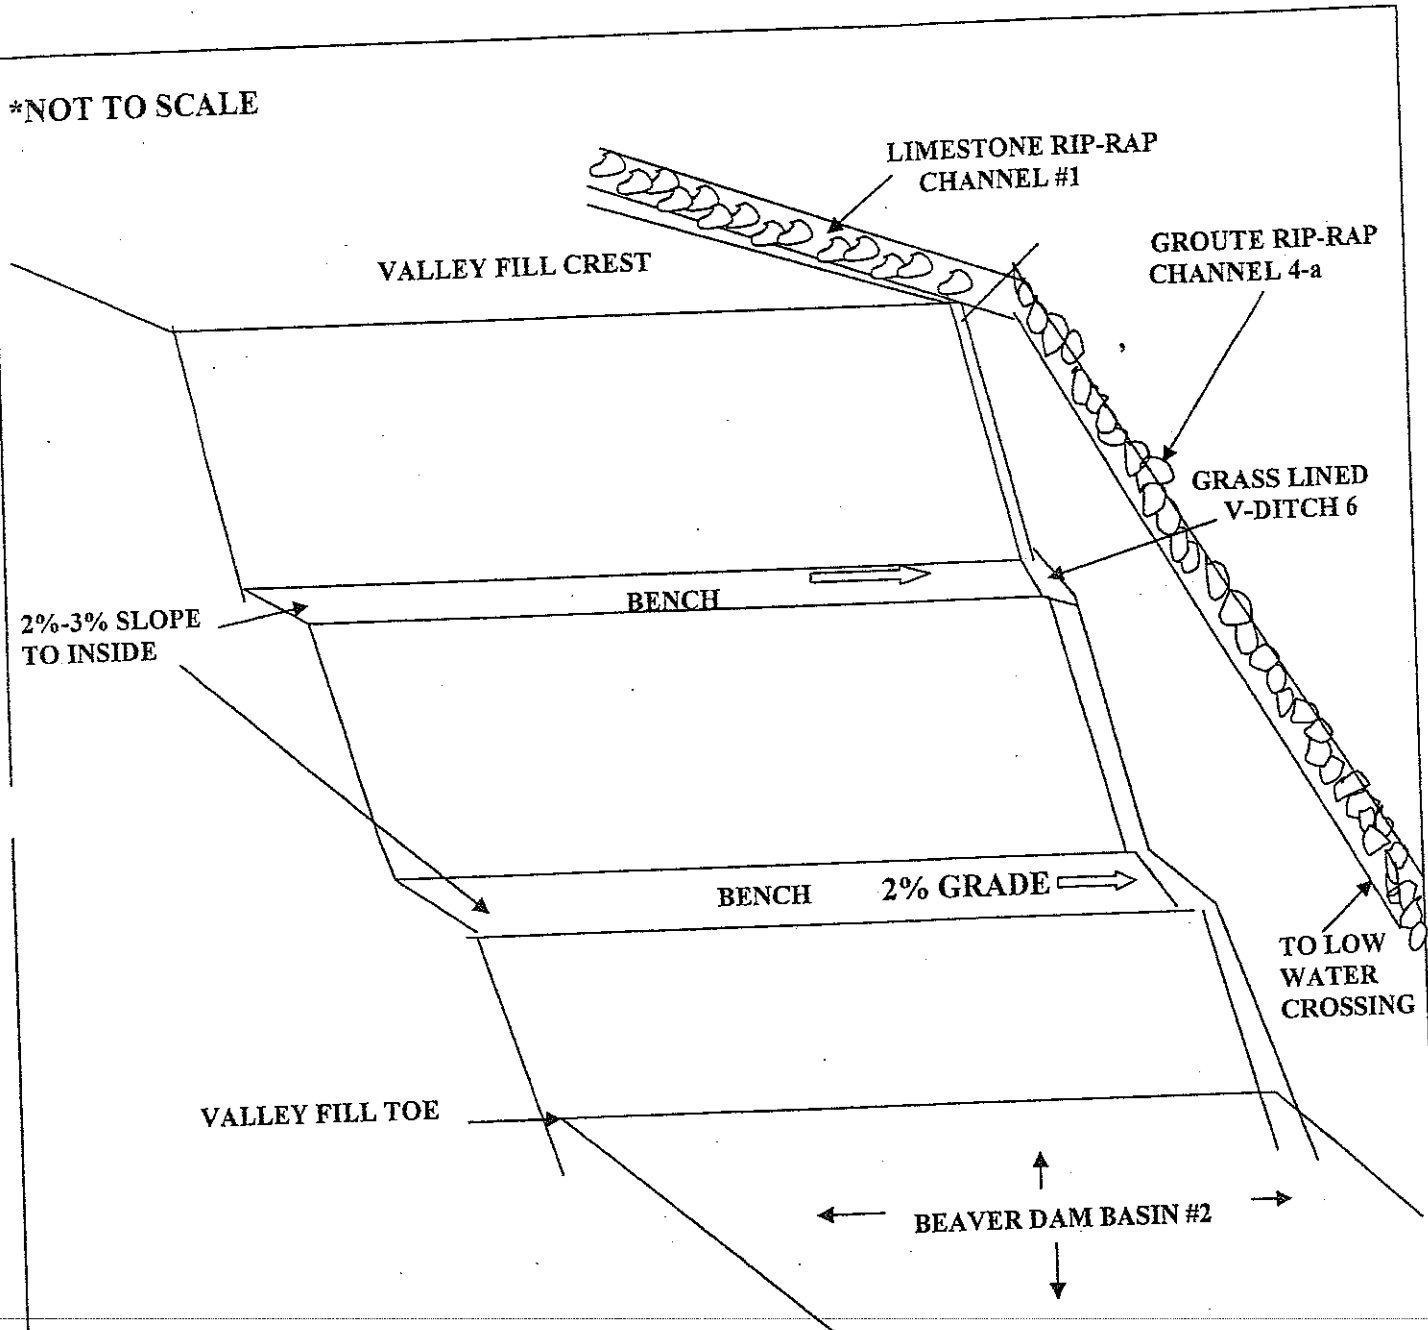 *NOT TO SCALE
LIMESTONE RIP-RAP
CHANNEL #1
GROUTE RIP-RAP
CHANNEL 4-a
VALLEY FILL CREST
GRASS LINED
V-DITCH 6
BENCH
2%-3% SLOPE
TO INSIDE
BENCH
2% GRADE
TO LOW
WATER
CROSSING
VALLEY FILL TOE
BEAVER DAM BASIN #2